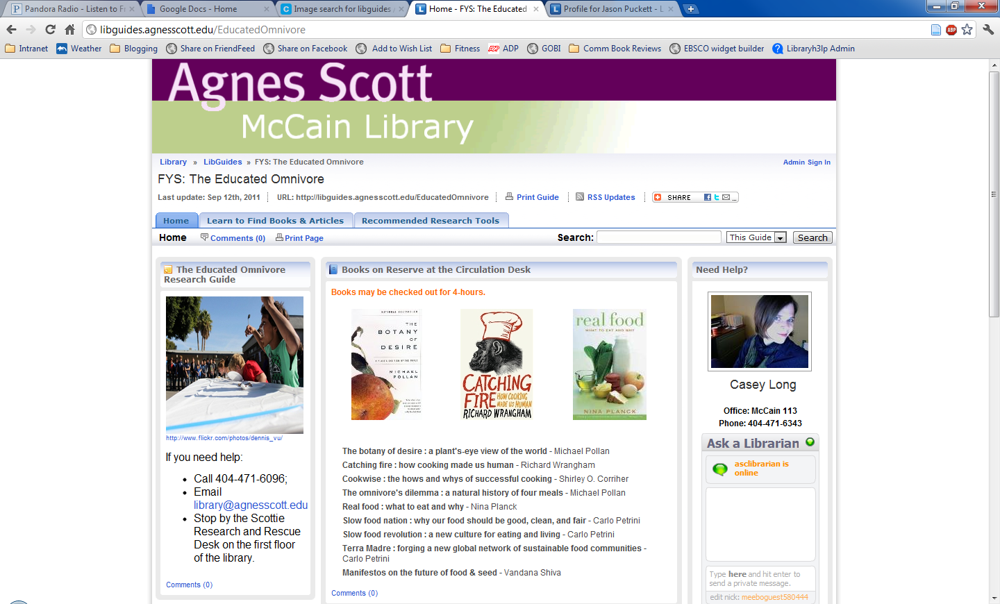 Pandora Radio - Listen to Fr
Google Docs - Home
Image search for libguides
Home - FYS: The Educated
Profile for Jason Puckett - L
libguides.agnesscott.edu/EducatedOmnivore
ABP
Intranet
Weather
Blogging
Share on FriendFeed
Share on Facebook
Add to Wish List
Fitness
ADP ADP
GOBI
Comm Book Reviews
EBSCO widget builder
Libraryh3lp Admin
Agnes Scott
McCain Library
Library » LibGuides » FYS: The Educated Omnivore
Admin Sign In
FYS: The Educated Omnivore
Last update: Sep 12th, 2011
URL: http://libguides.agnesscott.edu/EducatedOmnivore
Print Guide
RSS Updates
SHARE
Home
Learn to Find Books & Articles
Recommended Research Tools
Home
Comments (0)
Print Page
Search:
This Guide
Search
The Educated Omnivore
Research Guide
http://www.flickr.com/photos/dennis_vu/
If you need help:
• Call 404-471-6096;
• Email
library@agnesscott.edu
• Stop by the Scottie
Research and Rescue
Desk on the first floor
of the library.
Comments (0)
Books on Reserve at the Circulation Desk
Books may be checked out for 4-hours.
THE
BOTANY
OF
DESIRE
MICHAEL
POLLAN
CATCHING
FIRE HOW COOKING
MADE US HUMAN
RICHARD WRANGHAM
real food
WHAT TO EAT AND WHY
NINA PLANCK
The botany of desire : a plant's-eye view of the world - Michael Pollan
Catching fire : how cooking made us human - Richard Wrangham
Cookwise : the hows and whys of successful cooking - Shirley O. Corriher
The omnivore's dilemma : a natural history of four meals - Michael Pollan
Real food : what to eat and why - Nina Planck
Slow food nation : why our food should be good, clean, and fair - Carlo Petrini
Slow food revolution : a new culture for eating and living - Carlo Petrini
Terra Madre : forging a new global network of sustainable food communities -
Carlo Petrini
Manifestos on the future of food & seed - Vandana Shiva
Comments (0)
Need Help?
Casey Long
Office: McCain 113
Phone: 404-471-6343
Ask a Librarian
asclibrarian is
online
Type here and hit enter to
send a private message.
edit nick: meeboguest580444